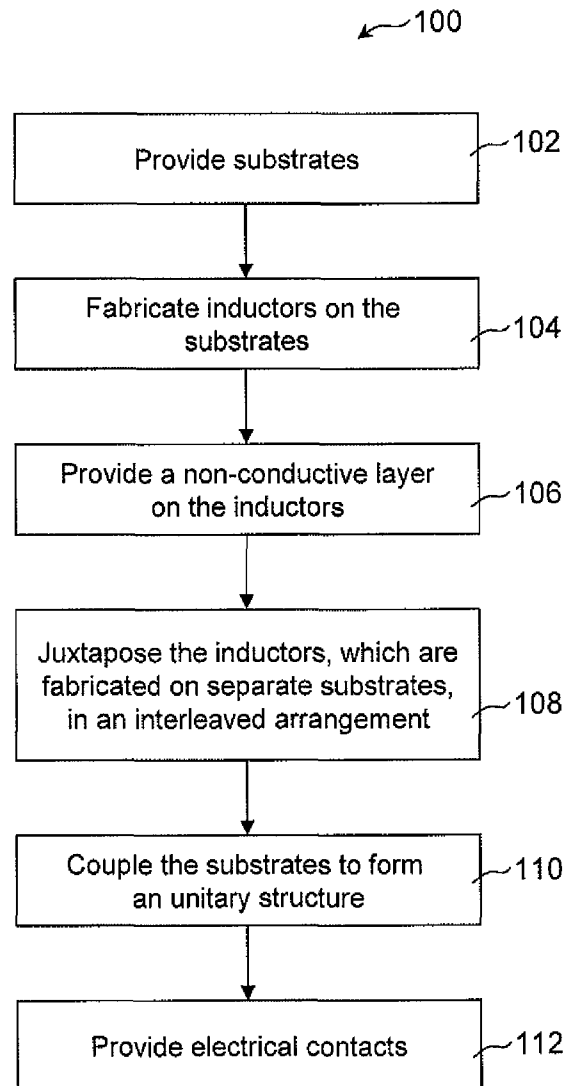 100
Provide substrates
102
Fabricate inductors on the
substrates
104
Provide a non-conductive layer
on the inductors
106
Juxtapose the inductors, which are
fabricated on separate substrates,
in an interleaved arrangement
108
Couple the substrates to form
an unitary structure
110
Provide electrical contacts
112